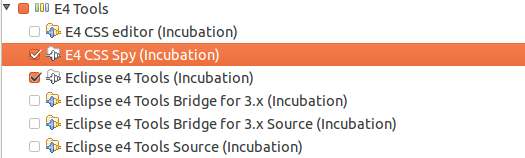 E4 Tools
E4 CSS editor (Incubation)
E4 CSS Spy (Incubation)
Eclipse e4 Tools (Incubation)
Eclipse e4 Tools Bridge for 3.x (Incubation)
Eclipse e4 Tools Bridge for 3.x Source (Incubation)
Eclipse e4 Tools Source (Incubation)